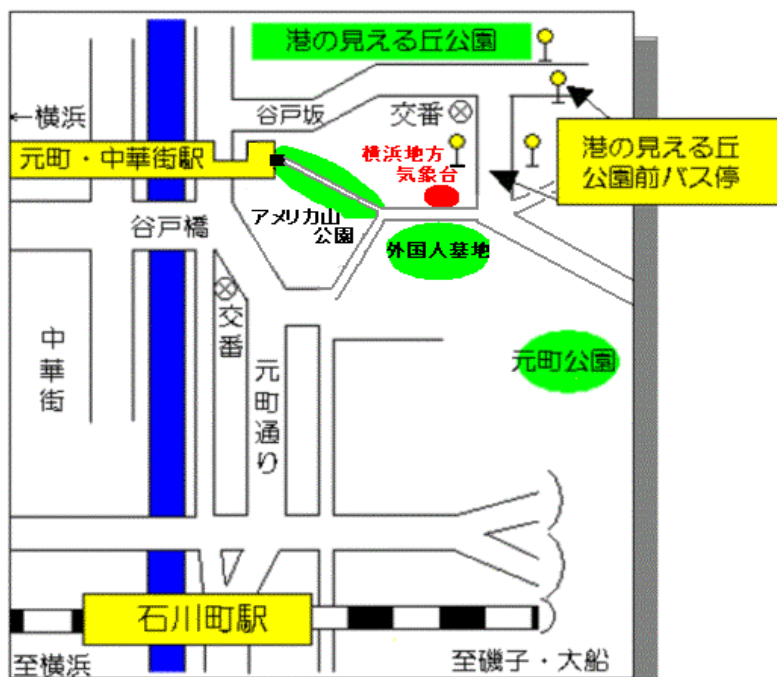 港の見える丘公園
谷戸坂
交番
←横浜
元町・中華街駅
横浜地方
気象台
港の見える丘
公園前バス停
アメリカ山
公園
谷戸橋
外国人墓地
交番
中華街
元町通り
元町公園
石川町駅
至横浜
至磯子・大船